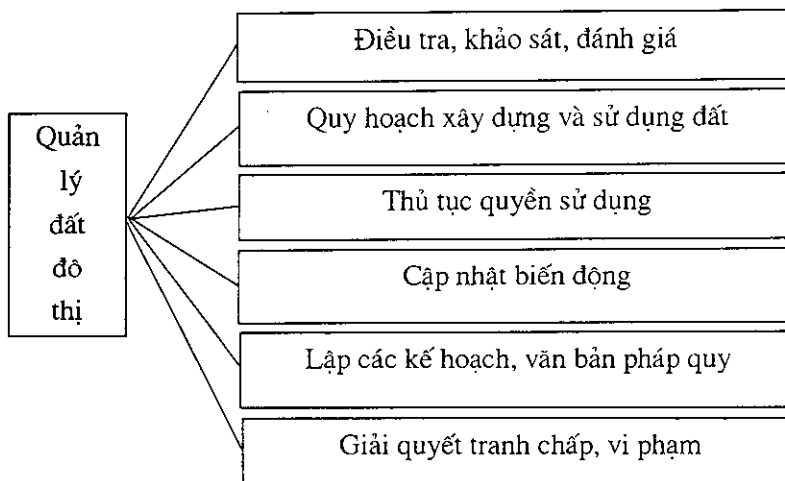 Quản
lý
đất
đô
thị
Điều tra, khảo sát, đánh giá
Quy hoạch xây dựng và sử dụng đất
Thủ tục quyền sử dụng
Cập nhật biến động
Lập các kế hoạch, văn bản pháp quy
Giải quyết tranh chấp, vi phạm